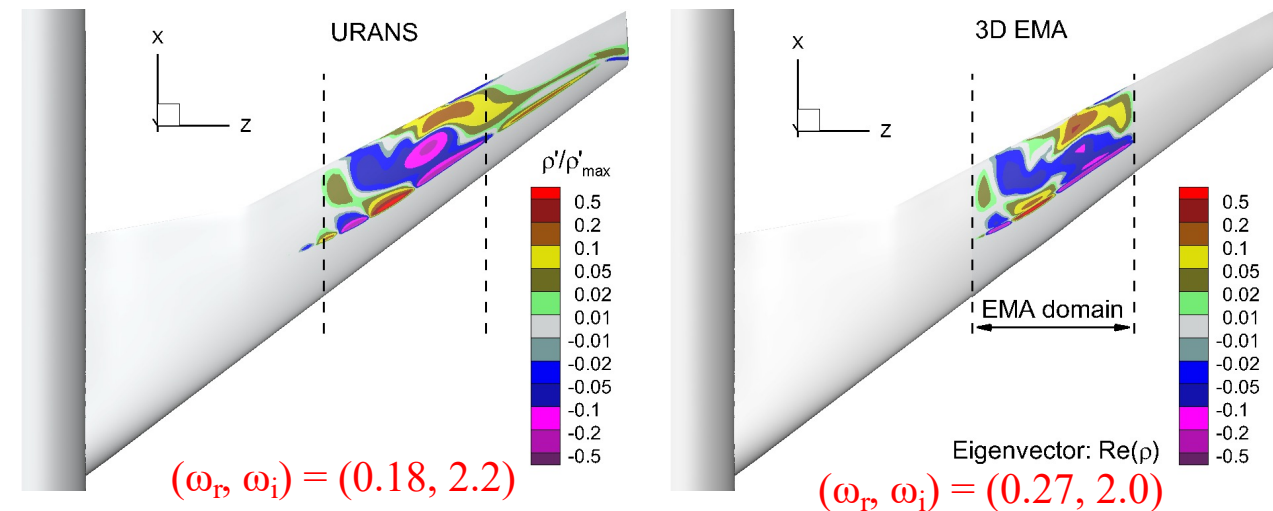 URANS
X
Z
ρ'/ρ'max
0.5
0.2
0.1
0.05
0.02
0.01
-0.01
-0.02
-0.05
-0.1
-0.2
-0.5
(ωr, ωi) = (0.18, 2.2)
3D EMA
X
Z
EMA domain
0.5
0.2
0.1
0.05
0.02
0.01
-0.01
-0.02
-0.05
-0.1
-0.2
-0.5
Eigenvector: Re(ρ)
(ωr, ωi) = (0.27, 2.0)